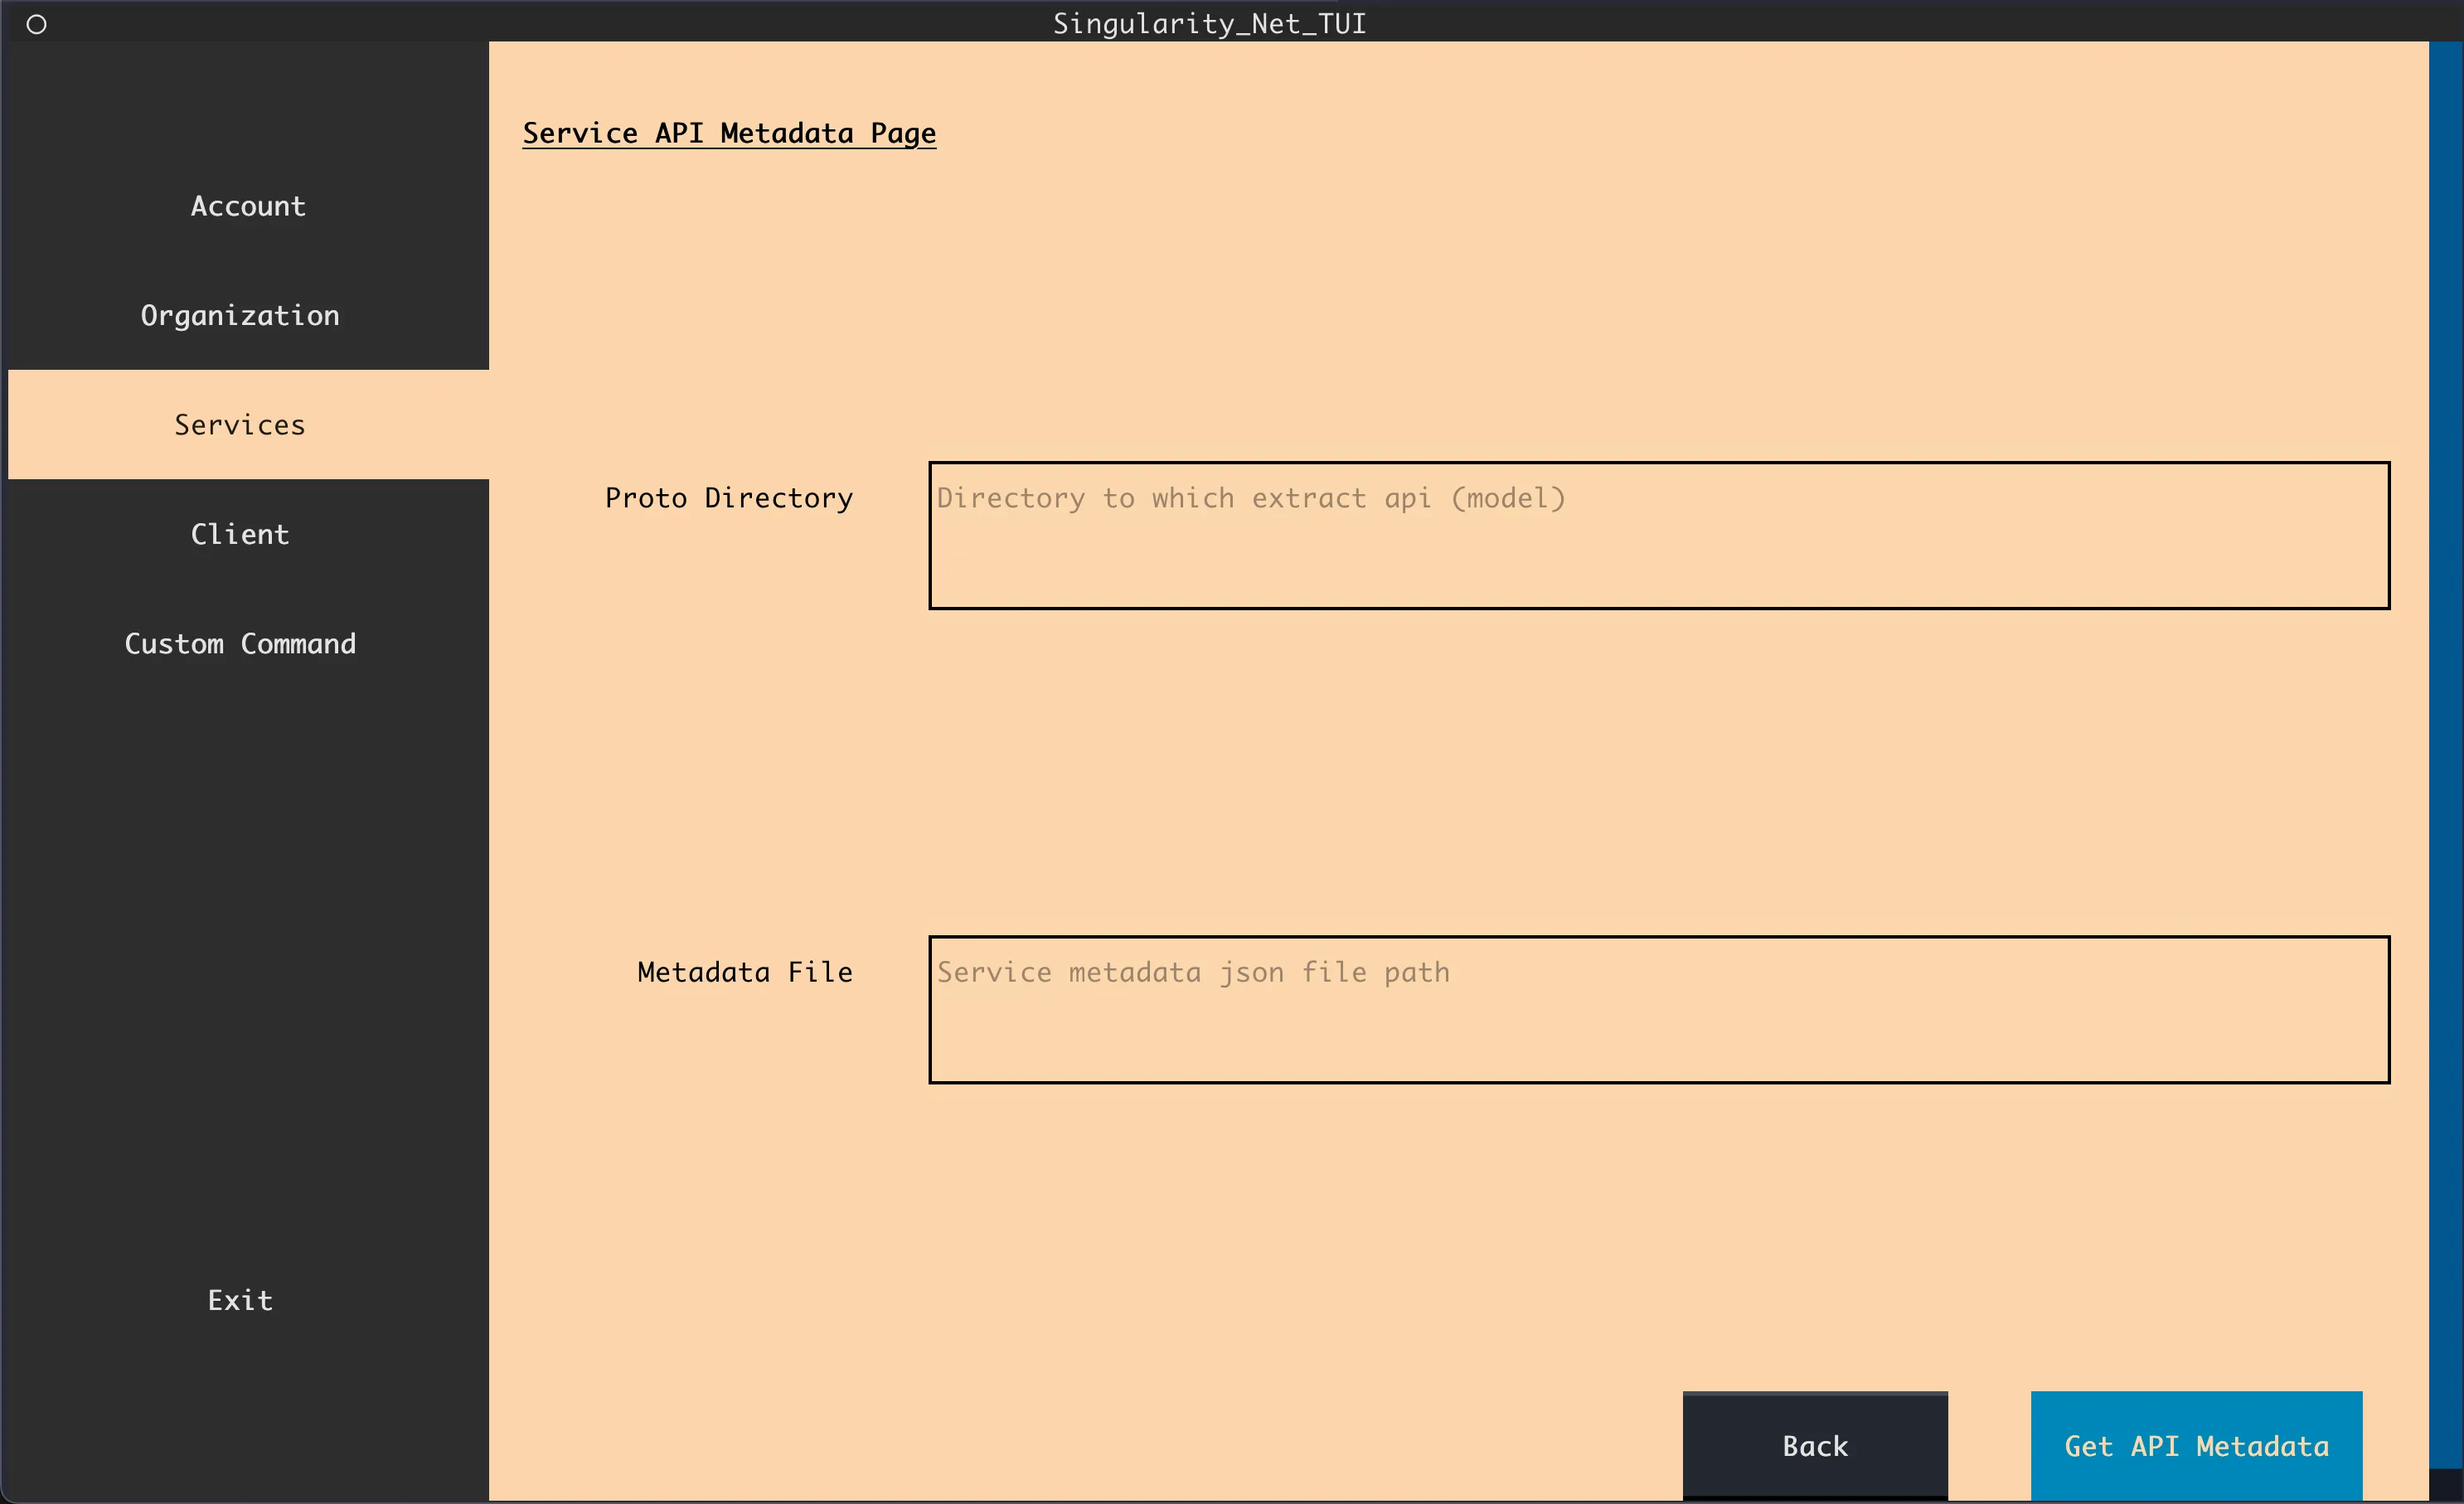 Singularity_Net_TUI
Account
Organization
Services
Client
Custom Command
Exit
Service API Metadata Page
Proto Directory
Directory to which extract api (model)
Metadata File
Service metadata json file path
Back
Get API Metadata